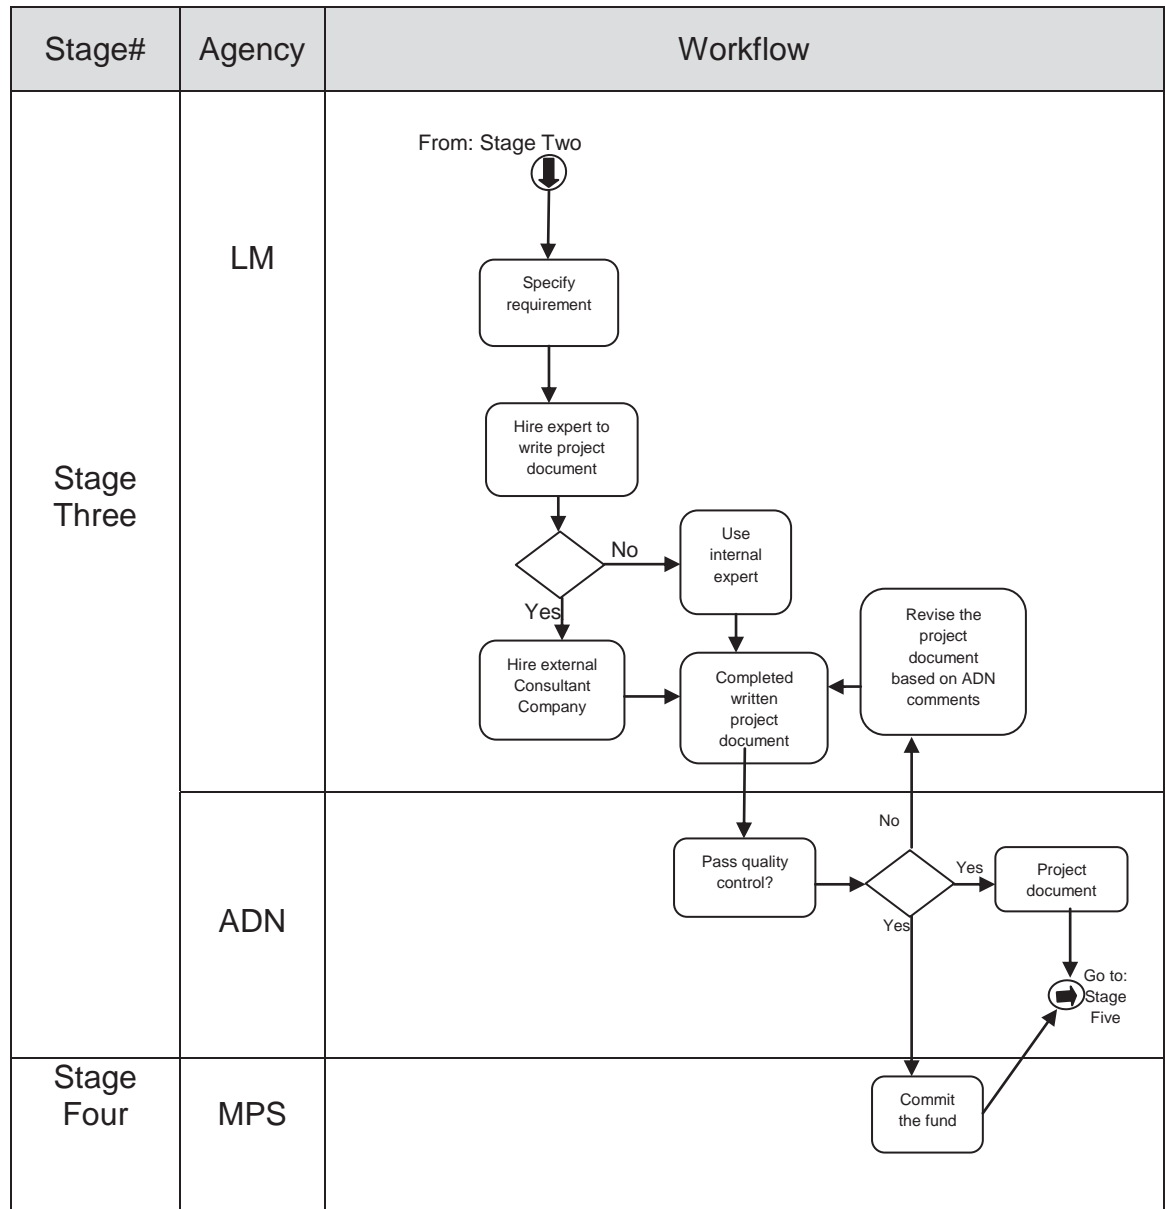 Stage#
Agency
Workflow
From: Stage Two
LM
Specify
requirement
Hire expert to
write project
document
Stage
Three
No
Use
internal
expert
Yes
Hire external
Consultant
Company
Completed
written
project
document
Revise the
project
document
based on ADN
comments
No
ADN
Pass quality
control?
Yes
Project
document
Yes
Go to:
Stage
Five
Stage
Four
MPS
Commit
the fund